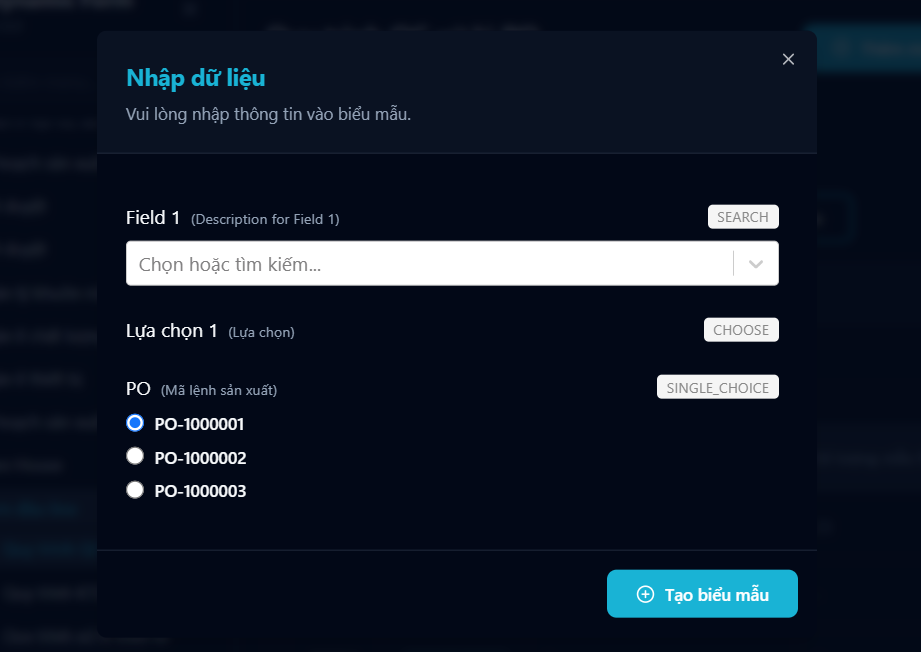 Nhập dữ liệu
Vui lòng nhập thông tin vào biểu mẫu.
Field 1 (Description for Field 1) SEARCH
Chọn hoặc tìm kiếm...
Lựa chọn 1 (Lựa chọn) CHOOSE
PO (Mã lệnh sản xuất) SINGLE_CHOICE
PO-1000001
PO-1000002
PO-1000003
Tạo biểu mẫu